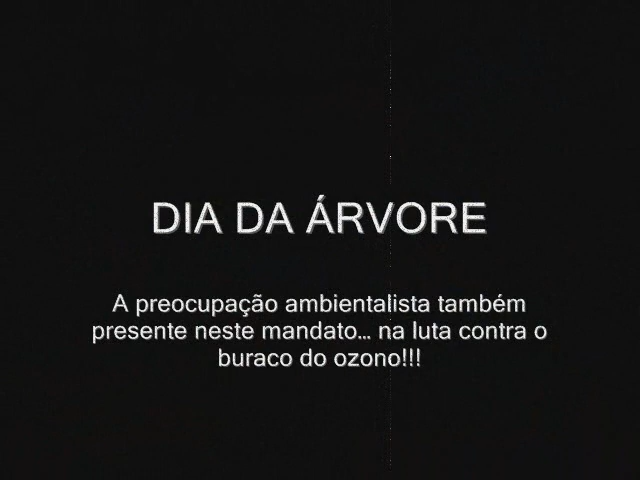 DIA DA ÁRVORE
A preocupação ambientalista também
presente neste mandato... na luta contra o
buraco do ozono!!!